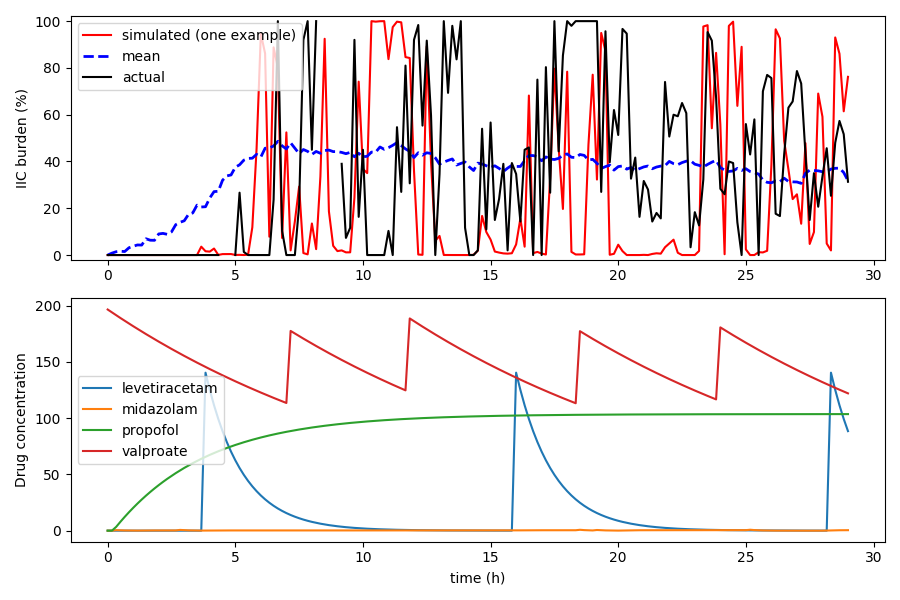 100
80
60
40
20
0
IIC burden (%)
simulated (one example)
mean
actual
0 5 10 15 20 25 30
200
150
100
50
0
Drug concentration
levetiracetam
midazolam
propofol
valproate
0 5 10 15 20 25 30
time (h)